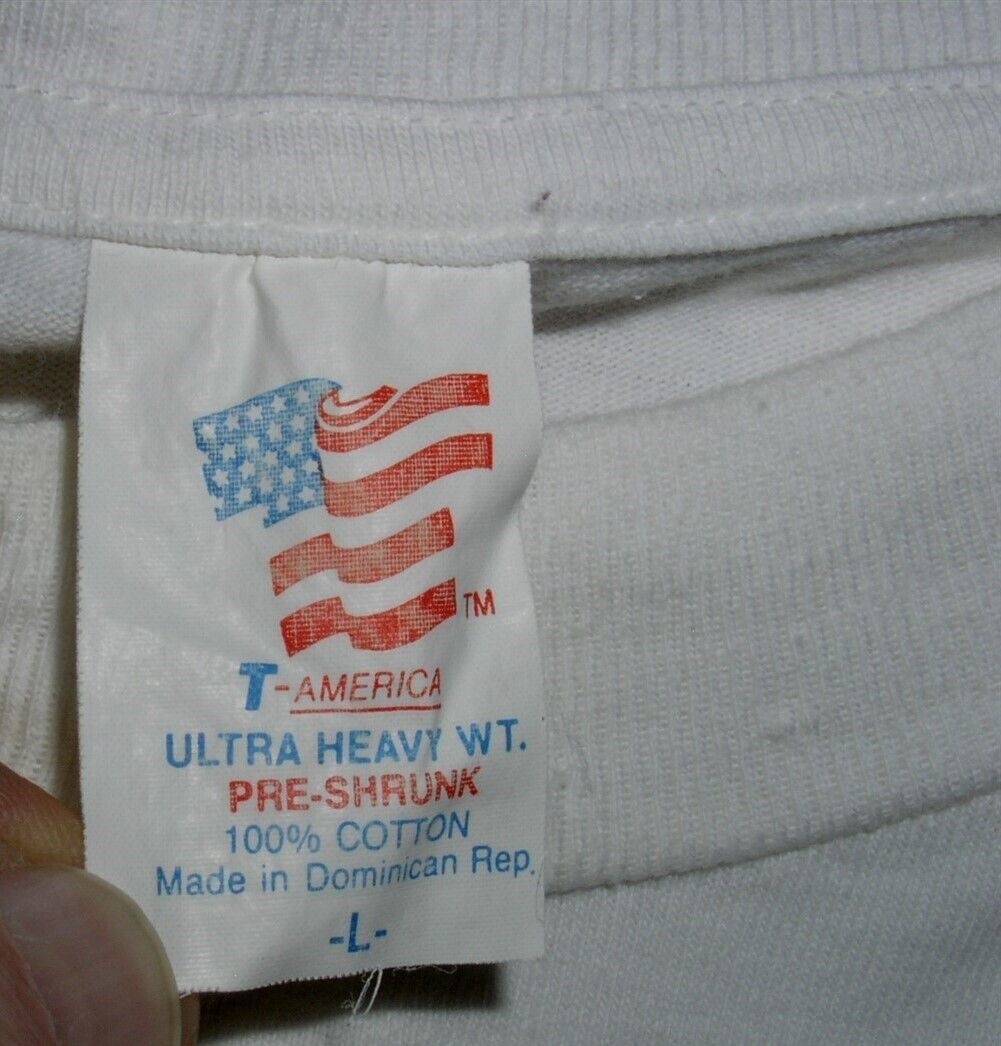 TM
T-AMERICA
ULTRA HEAVY WT.
PRE-SHRUNK
100% COTTON
Made in Dominican Rep.
-L-